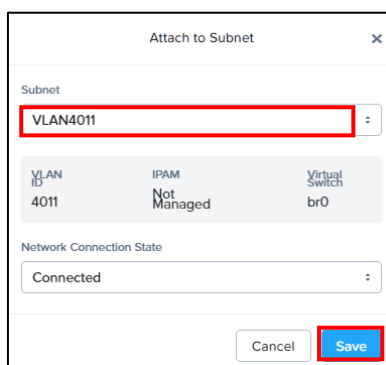 Attach to Subnet ×
Subnet
VLAN4011
VLAN ID IPAM Virtual Switch
4011 Not Managed br0
Network Connection State
Connected
Cancel Save